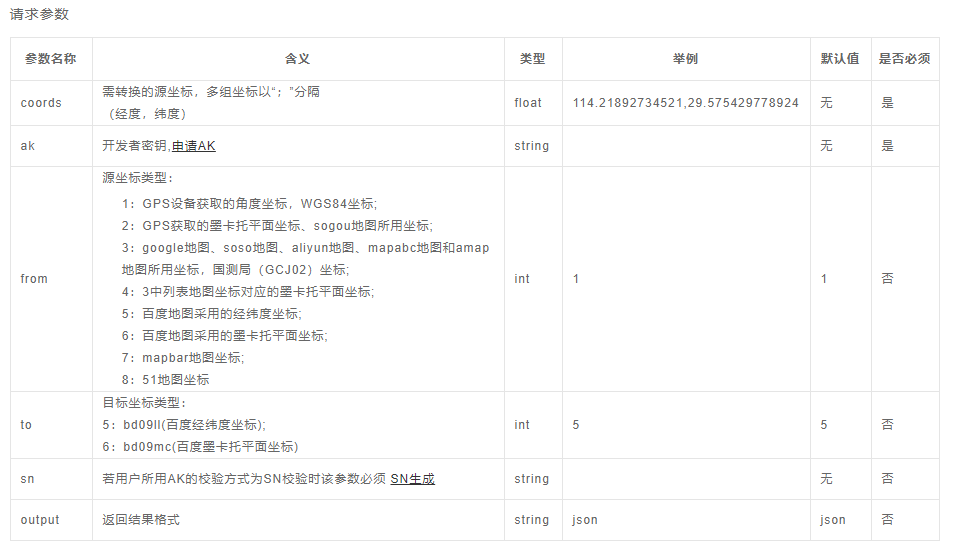 请求参数
参数名称 含义 类型 举例 默认值 是否必须
coords 需转换的源坐标，多组坐标以“；”分隔
（经度，纬度） float 114.21892734521,29.575429778924 无 是
ak 开发者密钥,申请AK string 无 是
from 源坐标类型： int 1 1 否
1：GPS设备获取的角度坐标，WGS84坐标;
2：GPS获取的墨卡托平面坐标、sogou地图所用坐标;
3：google地图、soso地图、aliyun地图、mapabc地图和amap
地图所用坐标，国测局（GCJ02）坐标;
4：3中列表地图坐标对应的墨卡托平面坐标;
5：百度地图采用的经纬度坐标;
6：百度地图采用的墨卡托平面坐标;
7：mapbar地图坐标;
8：51地图坐标
to 目标坐标类型： int 5 5 否
5：bd09ll(百度经纬度坐标);
6：bd09mc(百度墨卡托平面坐标)
sn 若用户所用AK的校验方式为SN校验时该参数必须 SN生成 string 无 否
output 返回结果格式 string json json 否